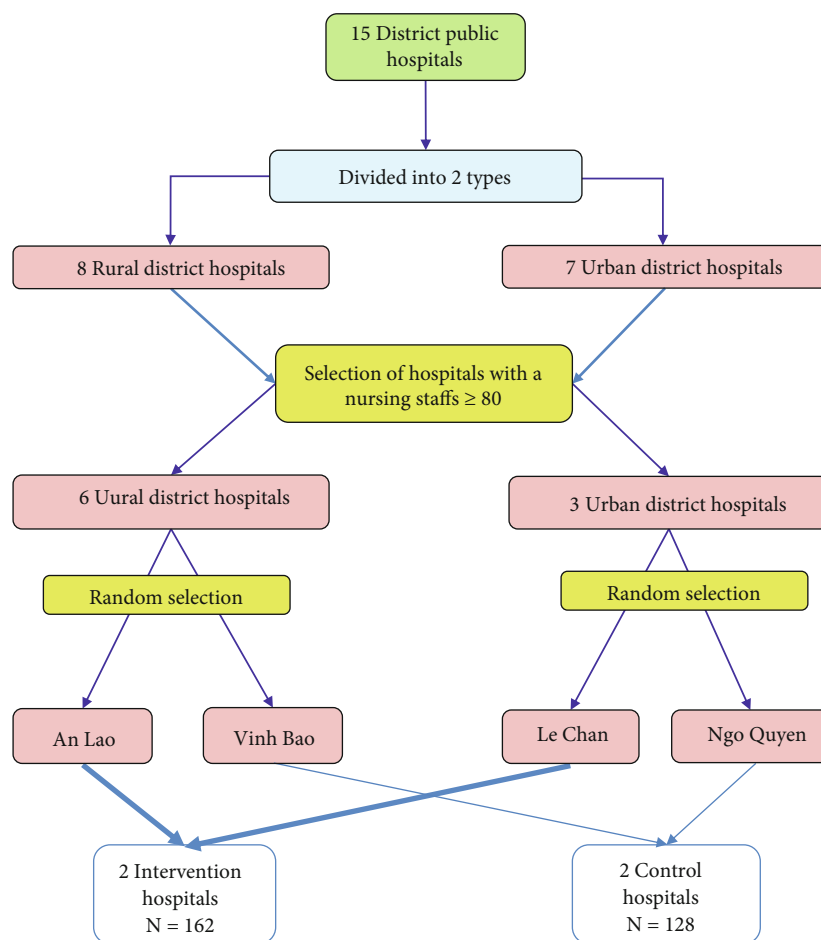 15 District public
hospitals
Divided into 2 types
8 Rural district hospitals
7 Urban district hospitals
Selection of hospitals with a
nursing staffs ≥ 80
6 Uural district hospitals
3 Urban district hospitals
Random selection
Random selection
An Lao
Vinh Bao
Le Chan
Ngo Quyen
2 Intervention
hospitals
N = 162
2 Control
hospitals
N = 128